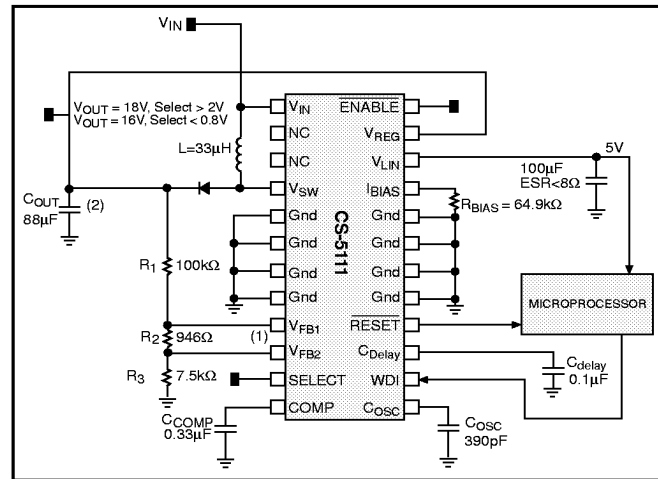 VIN
VOUT = 18V, Select > 2V
VOUT = 16V, Select < 0.8V
L=33µH
COUT
88µF
(2)
R1
100kΩ
R2
946Ω
(1)
R3
7.5kΩ
CCOMP
0.33µF
VIN
NC
NC
VSW
Gnd
Gnd
Gnd
Gnd
VFB1
VFB2
SELECT
COMP
CS-5111
ENABLE
VREG
VLIN
IBIAS
Gnd
Gnd
Gnd
Gnd
RESET
CDelay
WDI
COSC
5V
100µF
ESR<8Ω
RBIAS = 64.9kΩ
MICROPROCESSOR
Cdelay
0.1µF
COSC
390pF